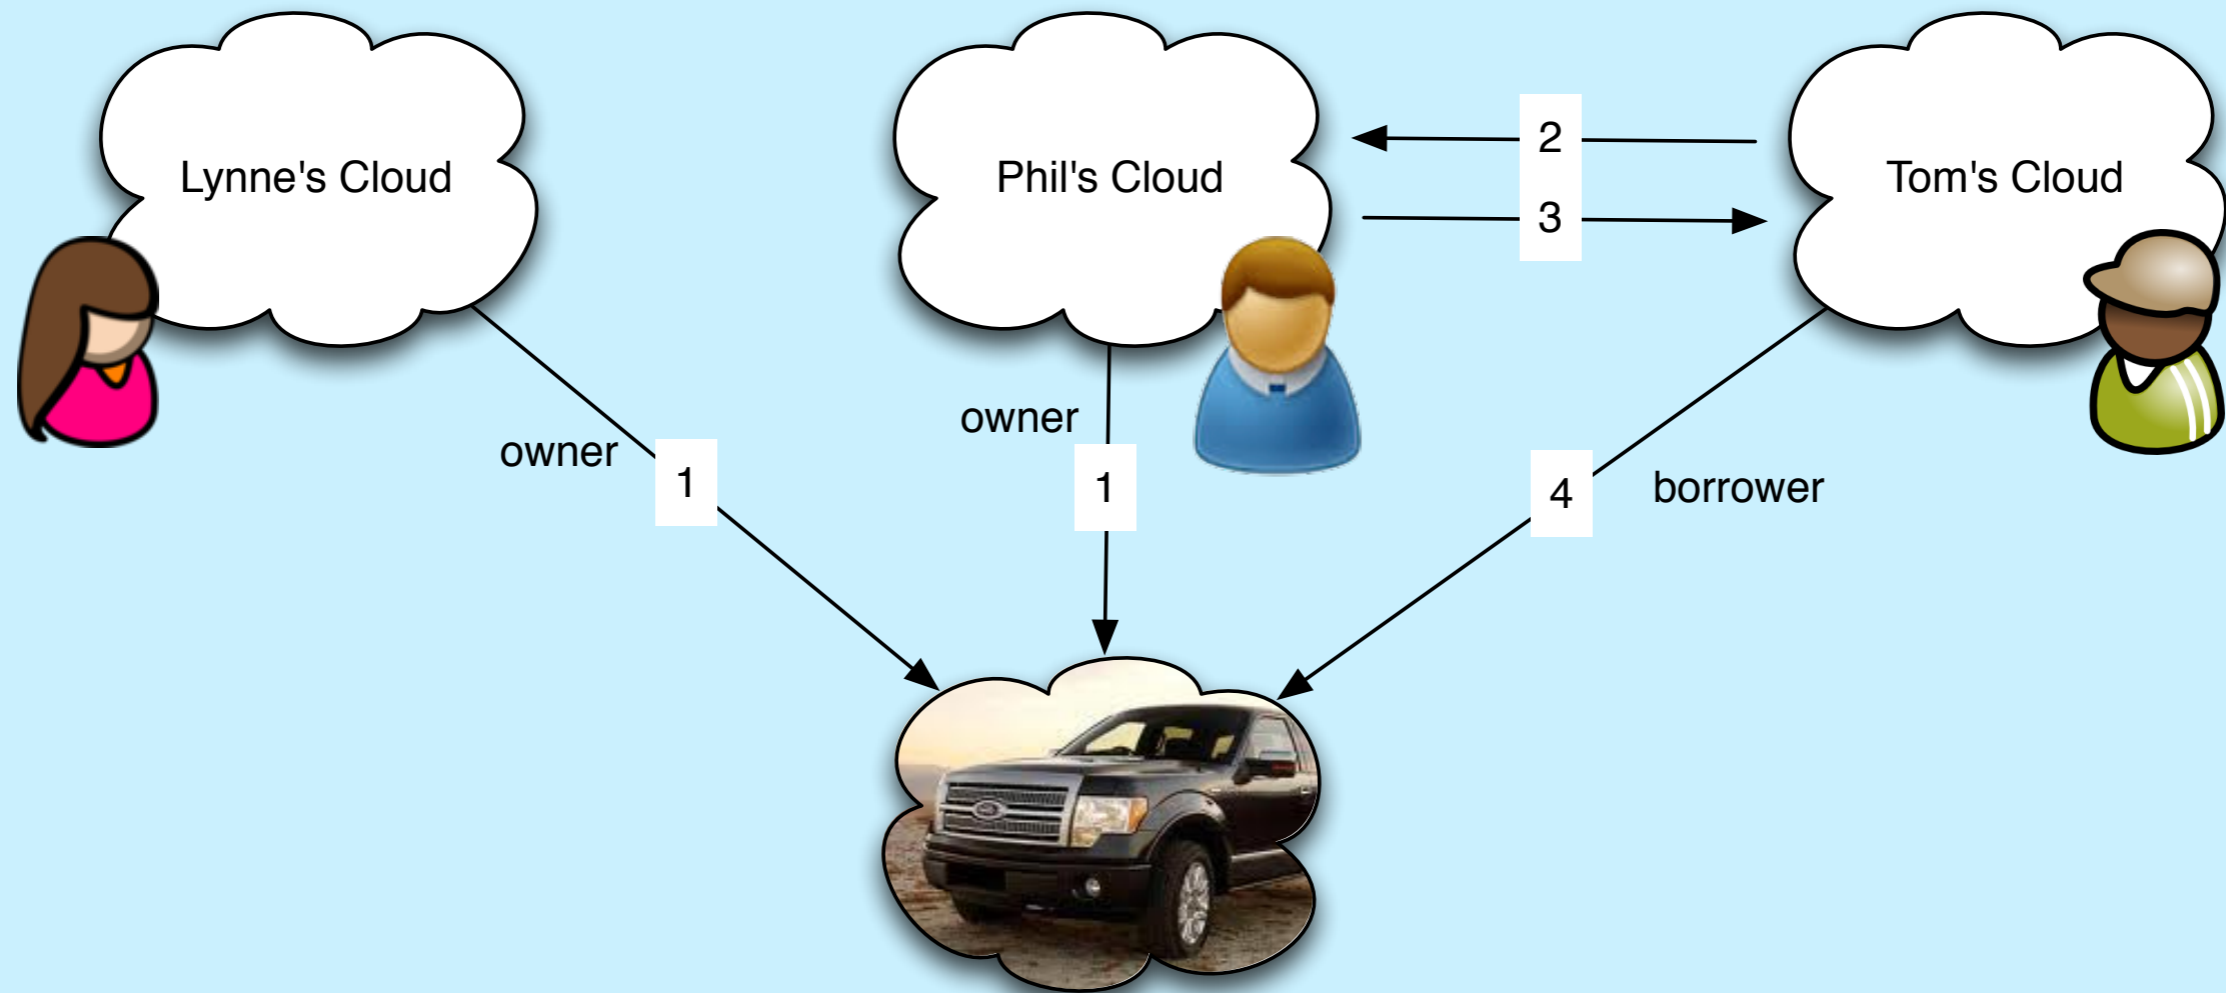 Lynne's Cloud
Phil's Cloud
Tom's Cloud
2
3
owner
owner
1
1
4
borrower